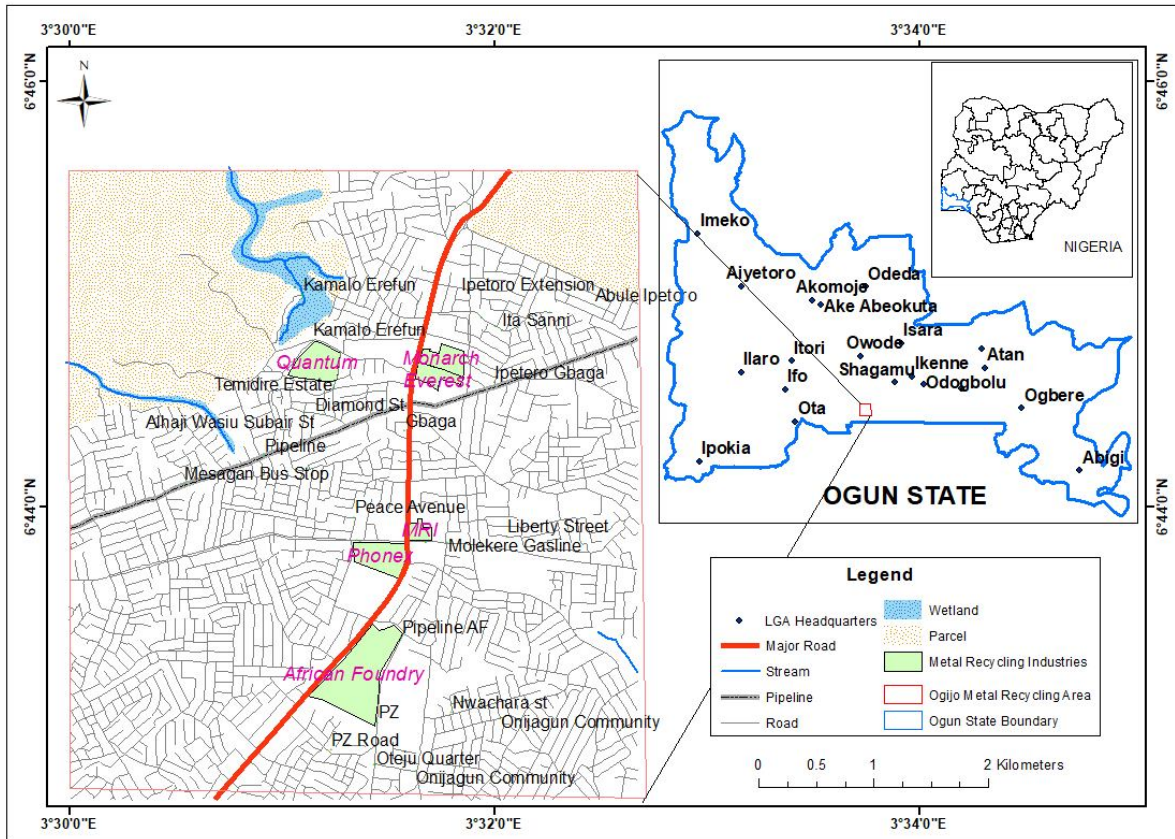 3°30'0"E
3°32'0"E
3°34'0"E
6°46'0"N
6°46'0"N
N
NIGERIA
Imeko
Aiyetoro
Akomoje
Odeda
Ake Abeokuta
Isara
Owode
Itori
Ilaro
Ifo
Shagamu
Ikenne
Atan
Odogbolu
Ogbere
Ota
Ipokia
Abigi
OGUN STATE
Kamalo Erefun
Ipetoro Extension
Abule Ipetoro
Ita Sanni
Kamalo Erefun
Quantum
Monarch
Everest
Ipetero Gbaga
Temidire Estate
Diamond St
Gbaga
Alhaji Wasiu Subair St
Pipeline
Mesagan Bus Stop
6°44'0"N
6°44'0"N
Peace Avenue
MRI
Liberty Street
Molekere Gasline
Phonex
Pipeline AF
African Foundry
Nwachara st
PZ
Onijagun Community
PZ Road
Oteju Quarter
Onijagun Community
Legend
LGA Headquarters
Major Road
Stream
Pipeline
Road
Wetland
Parcel
Metal Recycling Industries
Ogijo Metal Recycling Area
Ogun State Boundary
0 0.5 1 2 Kilometers
3°30'0"E
3°32'0"E
3°34'0"E